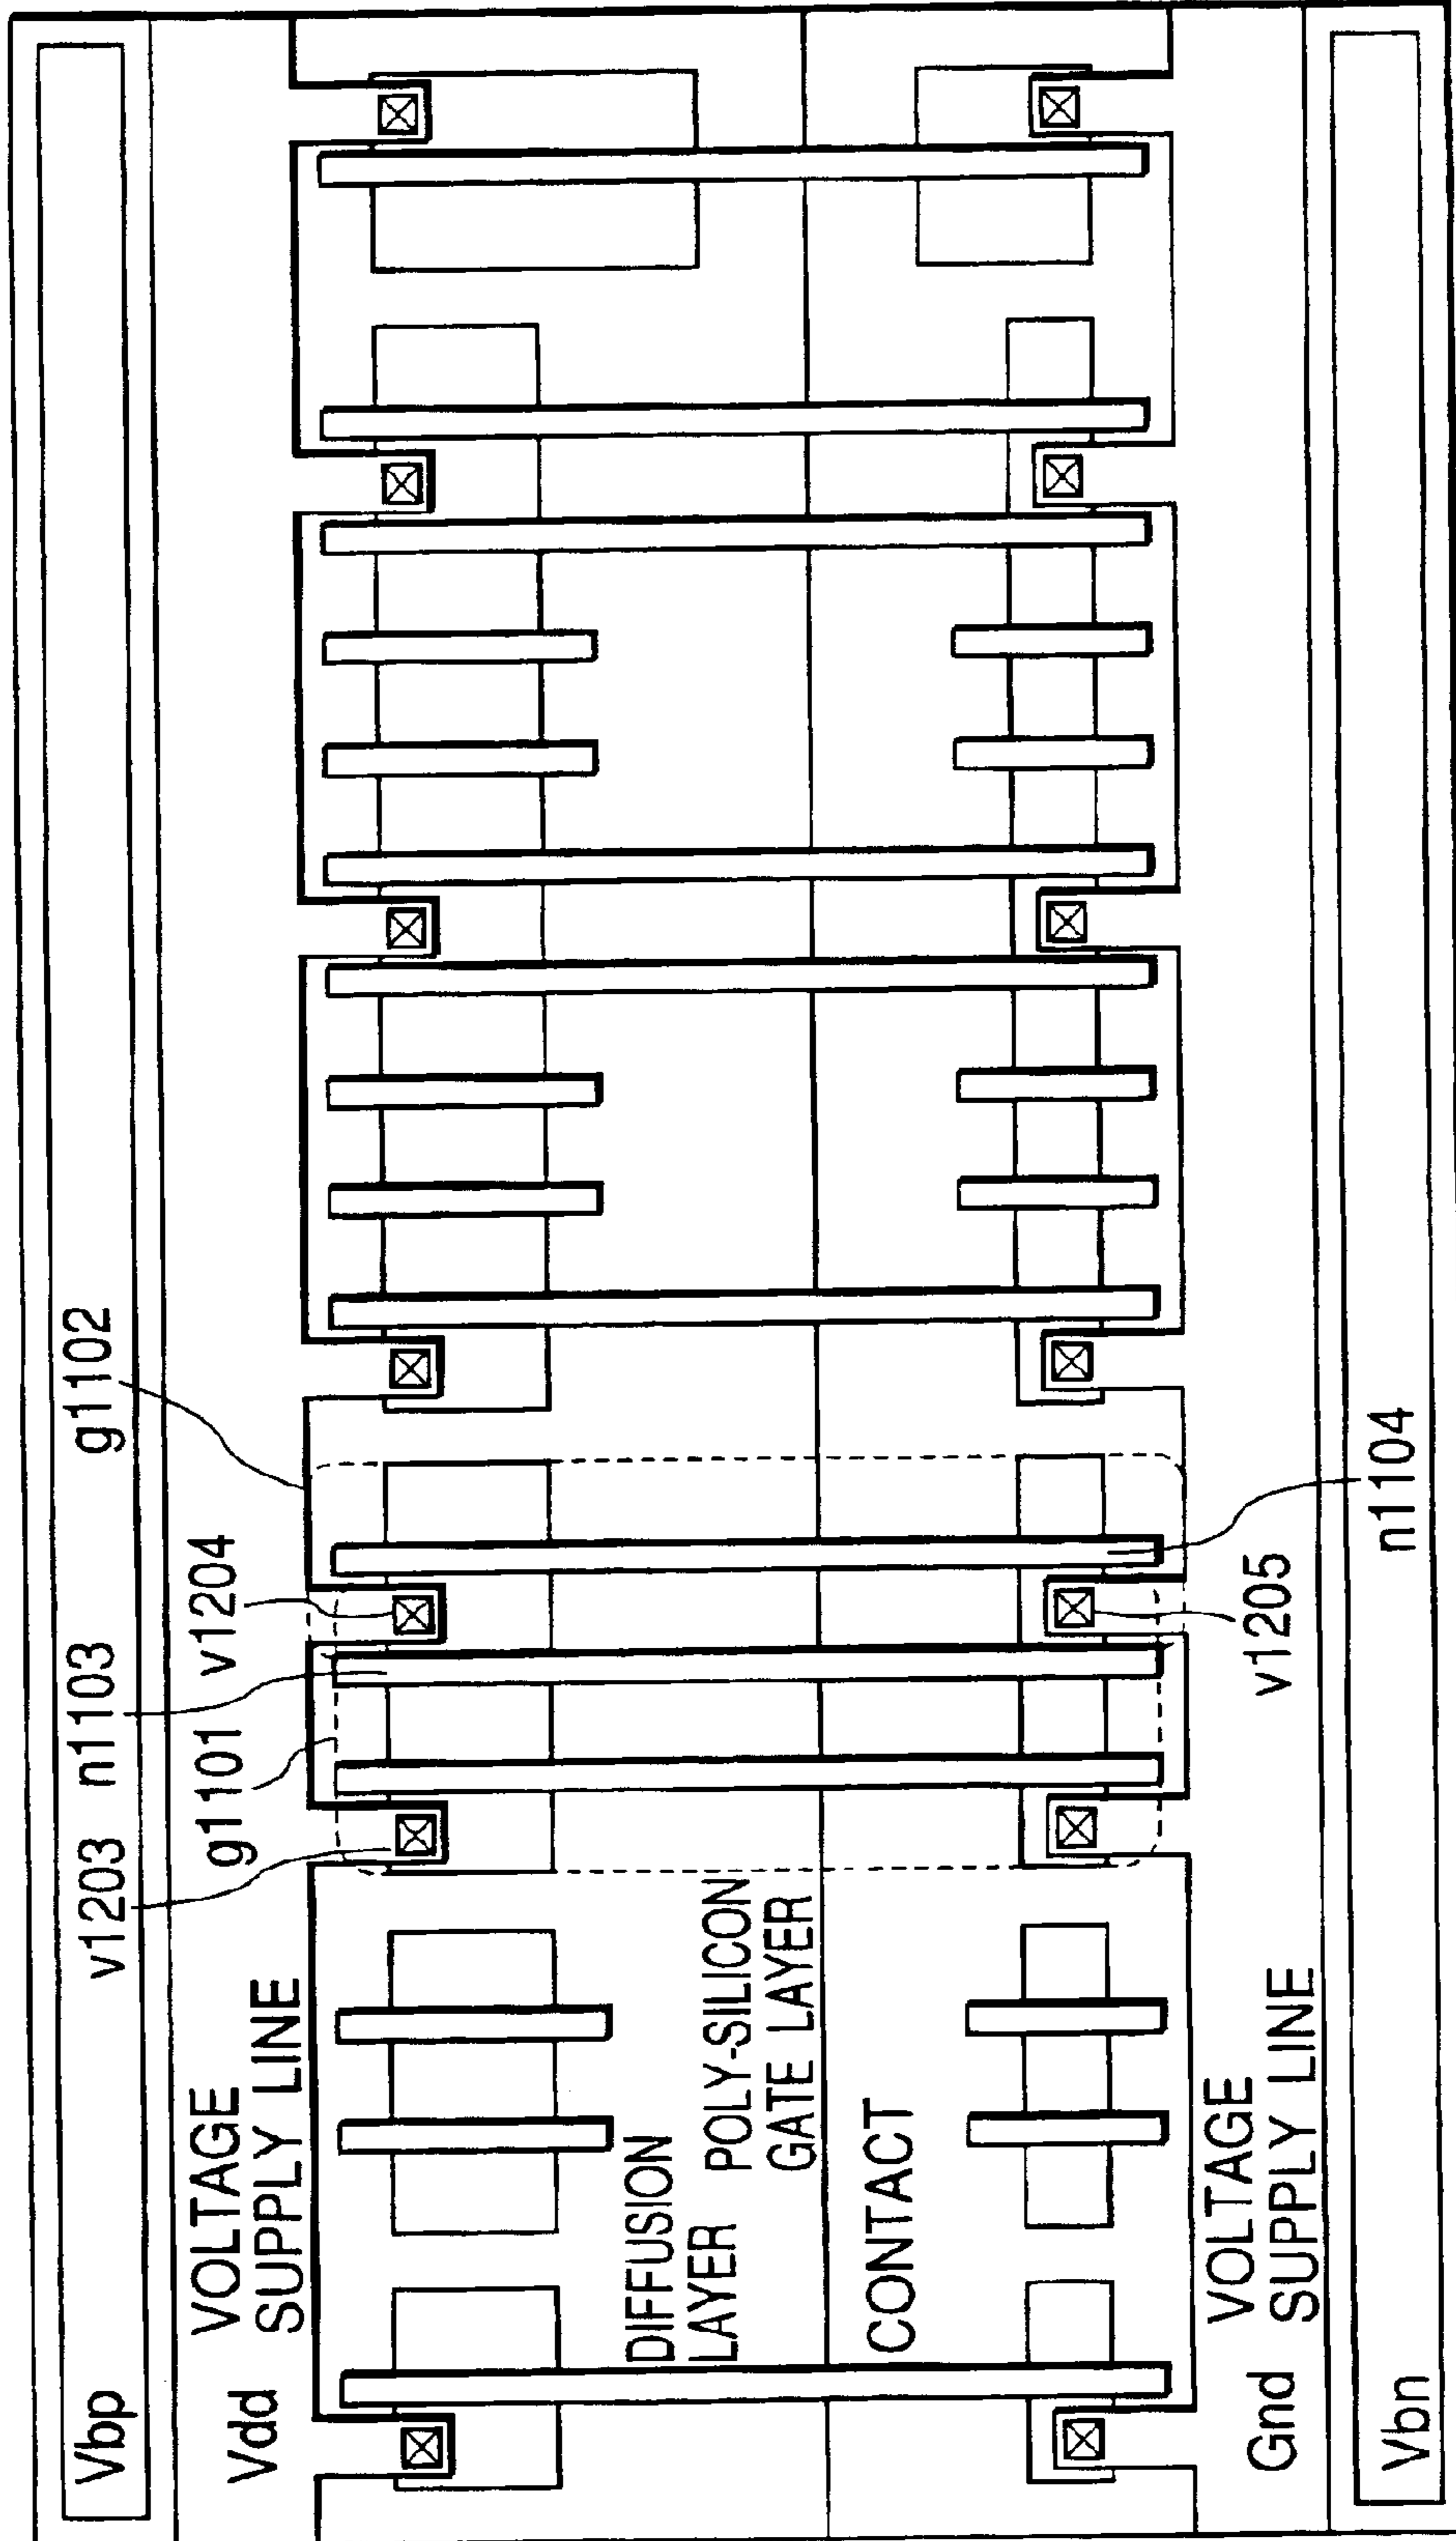 Vbp
v1203
n1103
g1102
Vdd
VOLTAGE
SUPPLY LINE
g1101
v1204
DIFFUSION
LAYER
POLY-SILICON
GATE LAYER
CONTACT
Gnd
VOLTAGE
SUPPLY LINE
v1205
Vbn
n1104